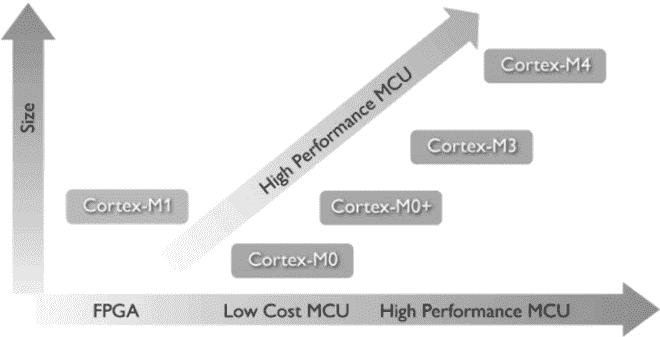 Size
High Performance MCU
Cortex-M4
Cortex-M3
Cortex-M1
Cortex-M0+
Cortex-M0
FPGA
Low Cost MCU
High Performance MCU